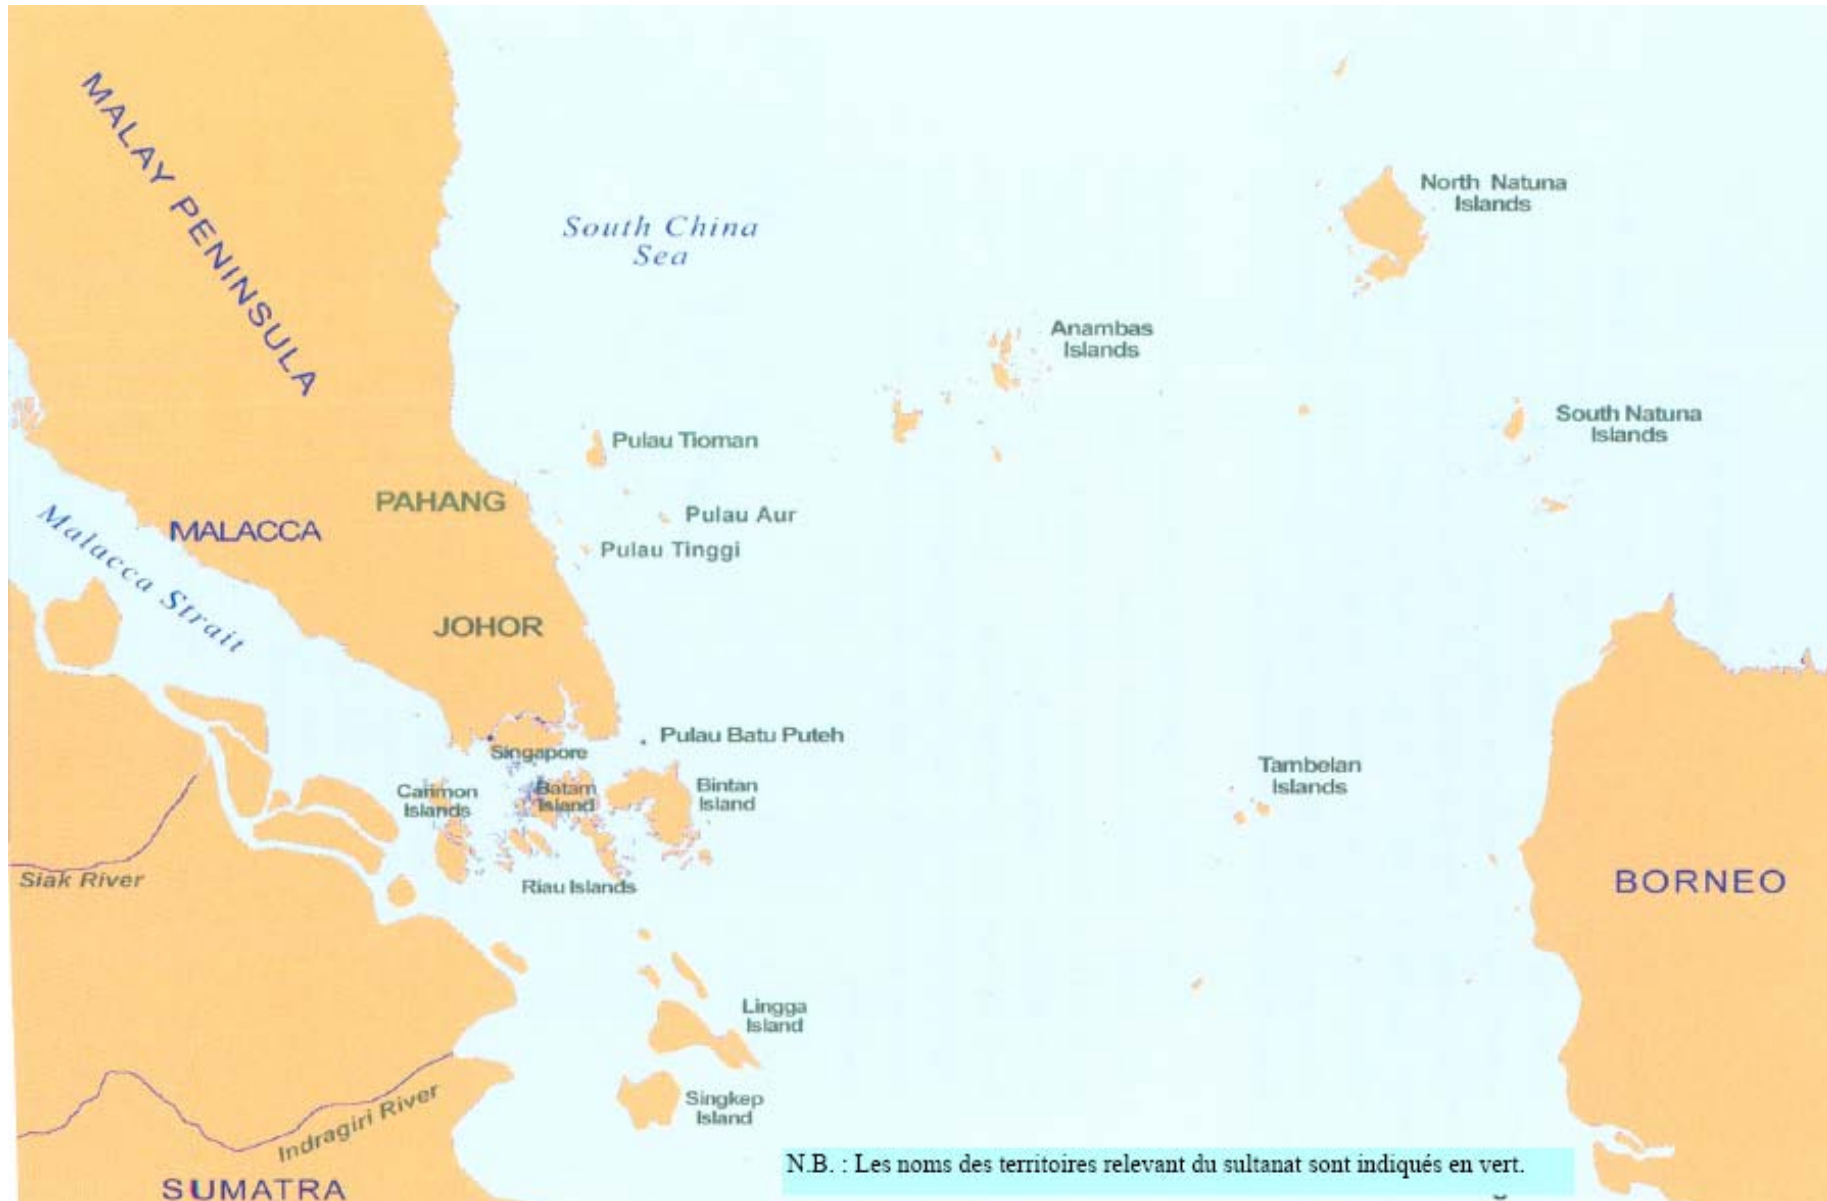 MALAY PENINSULA
South China
Sea
North Natuna
Islands
Anambas
Islands
South Natuna
Islands
Pulau Tioman
PAHANG
Pulau Aur
MALACCA
Pulau Tinggi
Malacca Strait
JOHOR
Pulau Batu Puteh
Singapore
Carimon
Islands
Batam
Island
Bintan
Island
Tambelan
Islands
Siak River
Riau Islands
BORNEO
Lingga
Island
Singkep
Island
Indragiri River
SUMATRA
N.B. : Les noms des territoires relevant du sultanat sont indiqués en vert.